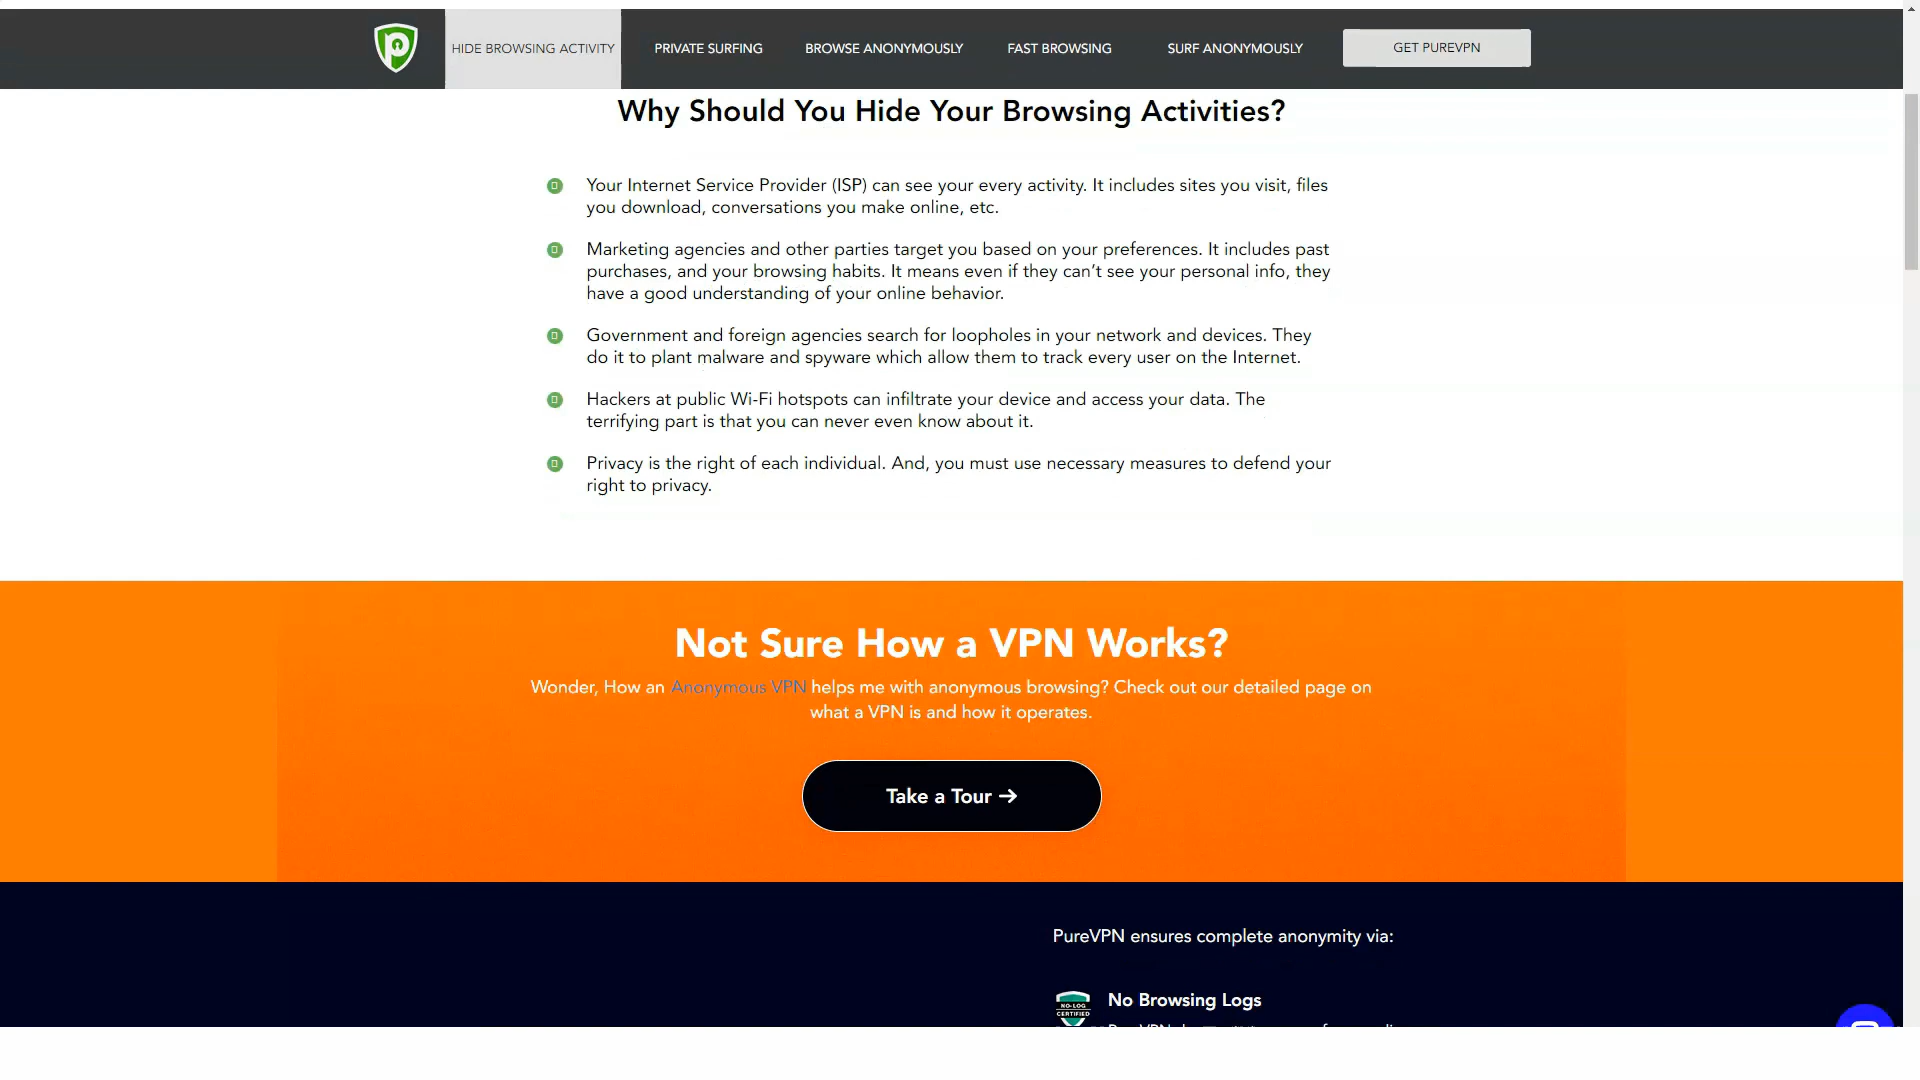 HIDE BROWSING ACTIVITY
PRIVATE SURFING
BROWSE ANONYMOUSLY
FAST BROWSING
SURF ANONYMOUSLY
GET PUREVPN
Why Should You Hide Your Browsing Activities?
Your Internet Service Provider (ISP) can see your every activity. It includes sites you visit, files
you download, conversations you make online, etc.
Marketing agencies and other parties target you based on your preferences. It includes past
purchases, and your browsing habits. It means even if they can’t see your personal info, they
have a good understanding of your online behavior.
Government and foreign agencies search for loopholes in your network and devices. They
do it to plant malware and spyware which allow them to track every user on the Internet.
Hackers at public Wi-Fi hotspots can infiltrate your device and access your data. The
terrifying part is that you can never even know about it.
Privacy is the right of each individual. And, you must use necessary measures to defend your
right to privacy.
Not Sure How a VPN Works?
Wonder, How an Anonymous VPN helps me with anonymous browsing? Check out our detailed page on
what a VPN is and how it operates.
Take a Tour →
PureVPN ensures complete anonymity via:
NO-LOG
CERTIFIED
No Browsing Logs